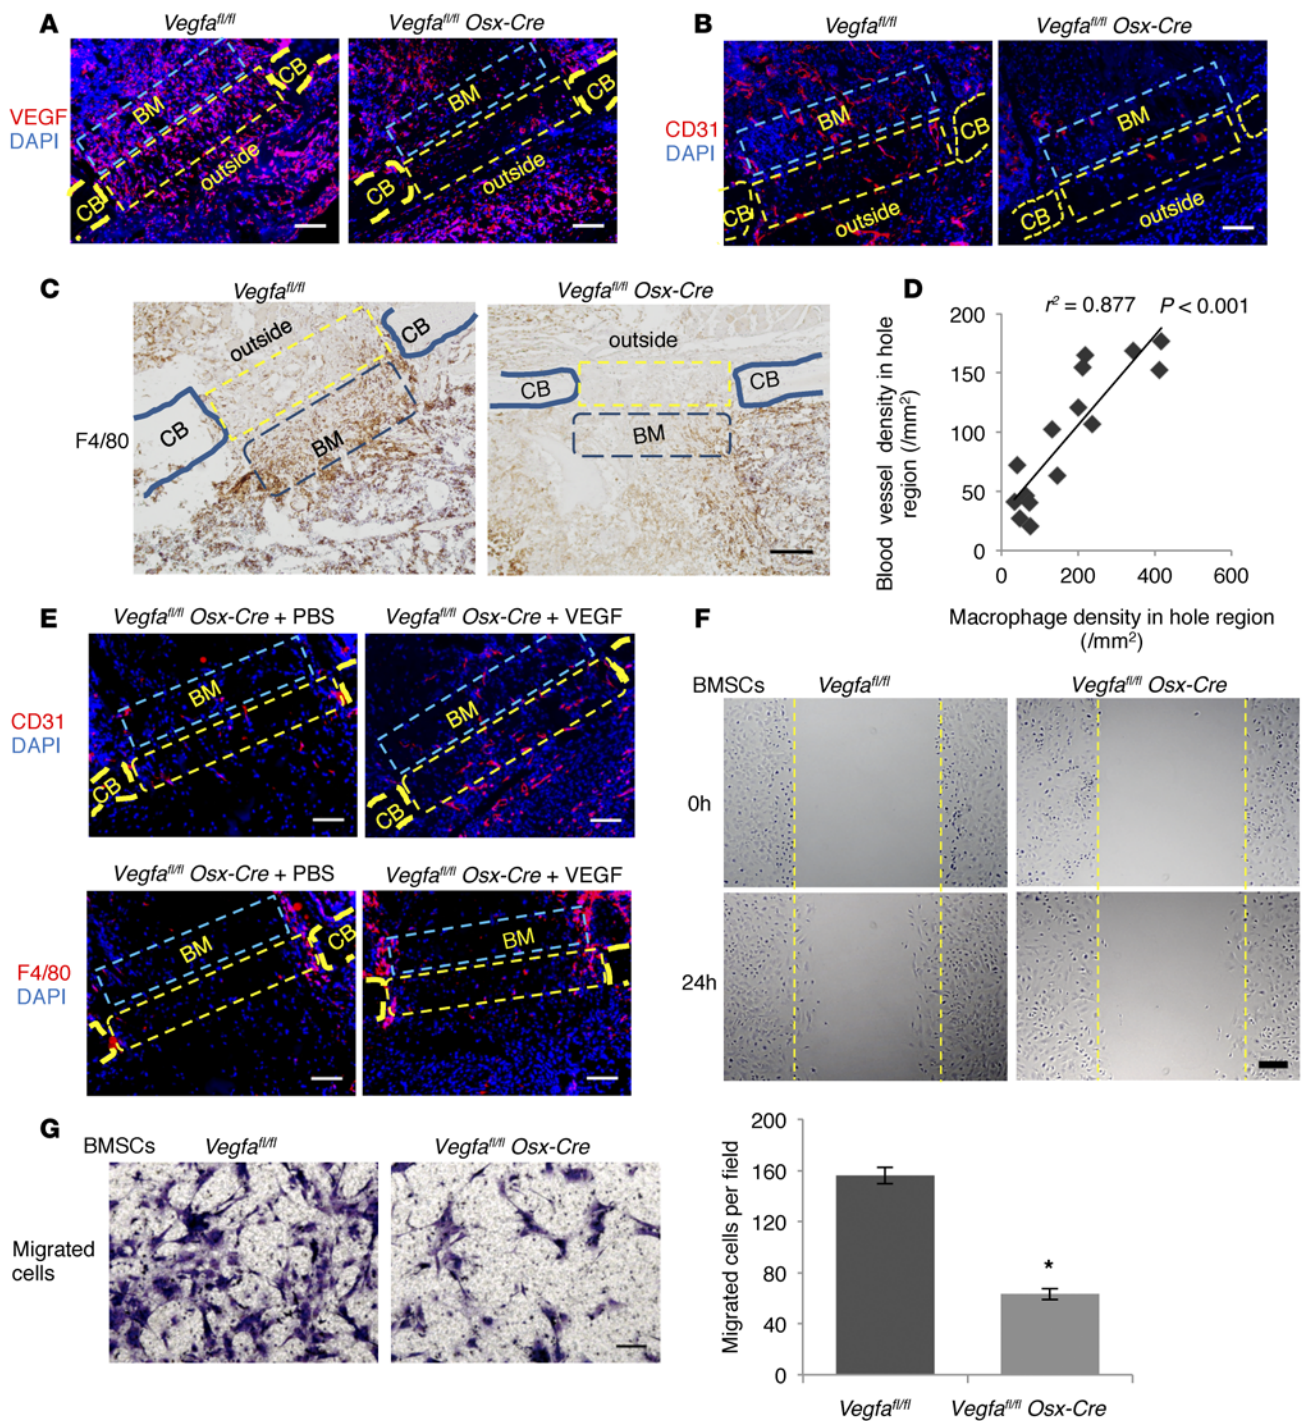 A
Vegfafl/fl
Vegfafl/fl Osx-Cre
VEGF
DAPI
BM
CB
CB
outside
BM
CB
CB
outside
B
Vegfafl/fl
Vegfafl/fl Osx-Cre
CD31
DAPI
BM
CB
CB
outside
BM
CB
outside
C
Vegfafl/fl
Vegfafl/fl Osx-Cre
F4/80
outside
CB
CB
BM
outside
CB
CB
BM
D
r2 = 0.877 P < 0.001
Blood vessel density in hole
region (/mm2)
200
150
100
50
0
0 200 400 600
Macrophage density in hole region
(/mm2)
E
Vegfafl/fl Osx-Cre + PBS
Vegfafl/fl Osx-Cre + VEGF
CD31
DAPI
BM
CB
BM
CB
Vegfafl/fl Osx-Cre + PBS
Vegfafl/fl Osx-Cre + VEGF
F4/80
DAPI
BM
CB
BM
F
BMSCs
Vegfafl/fl
Vegfafl/fl Osx-Cre
0h
24h
G
BMSCs
Vegfafl/fl
Vegfafl/fl Osx-Cre
Migrated
cells
Migrated cells per field
200
160
120
80
40
0
*
Vegfafl/fl
Vegfafl/fl Osx-Cre